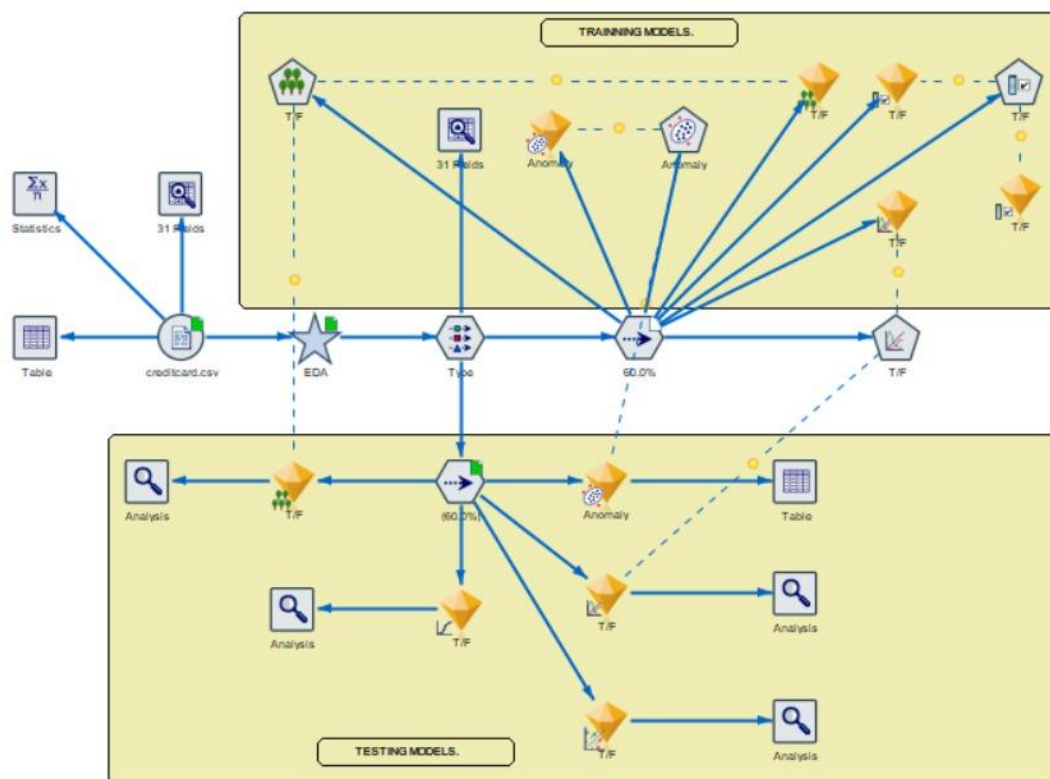 TRAINNING MODELS.
T/F
T/F
T/F
T/F
31 Fields
Anomaly
Anomaly
Statistics
31 Fields
T/F
T/F
Table
creditcard.csv
EDA
Type
60.0%
T/F
Analysis
T/F
(60.0%)
Anomaly
Table
Analysis
T/F
T/F
Analysis
T/F
Analysis
TESTING MODELS.